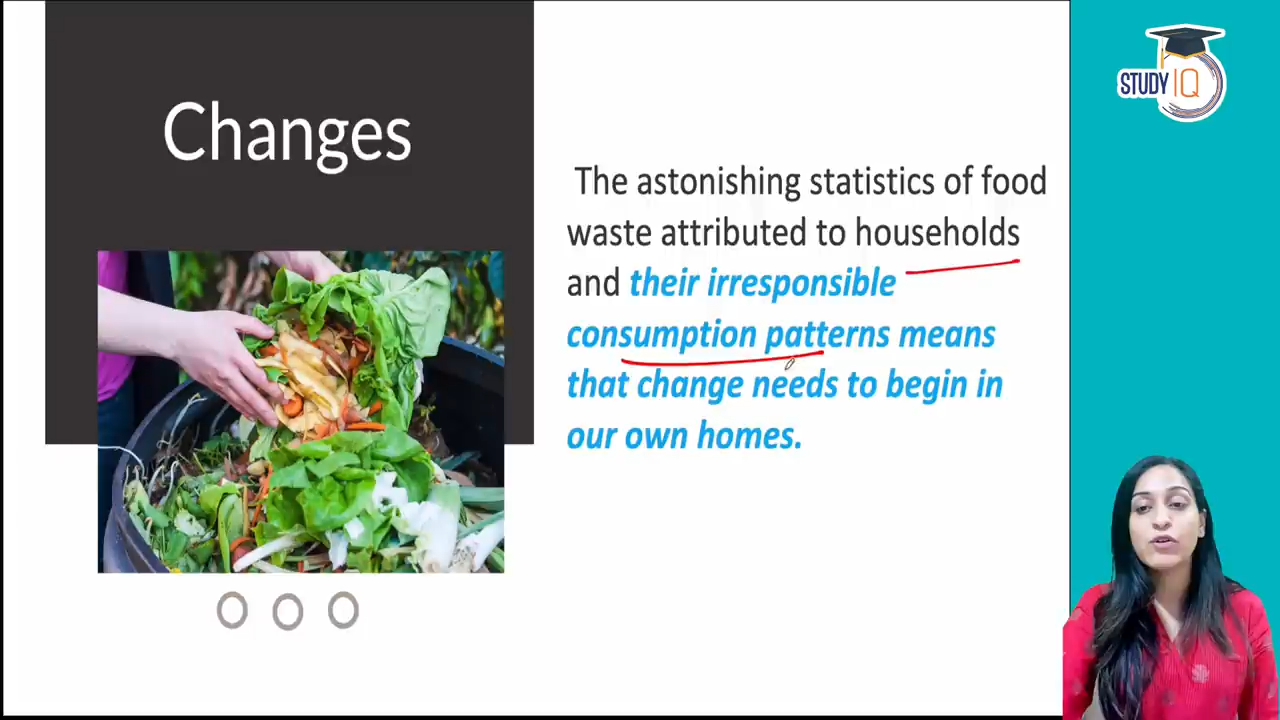 Changes
The astonishing statistics of food
waste attributed to households
and their irresponsible
consumption patterns means
that change needs to begin in
our own homes.
STUDY IQ